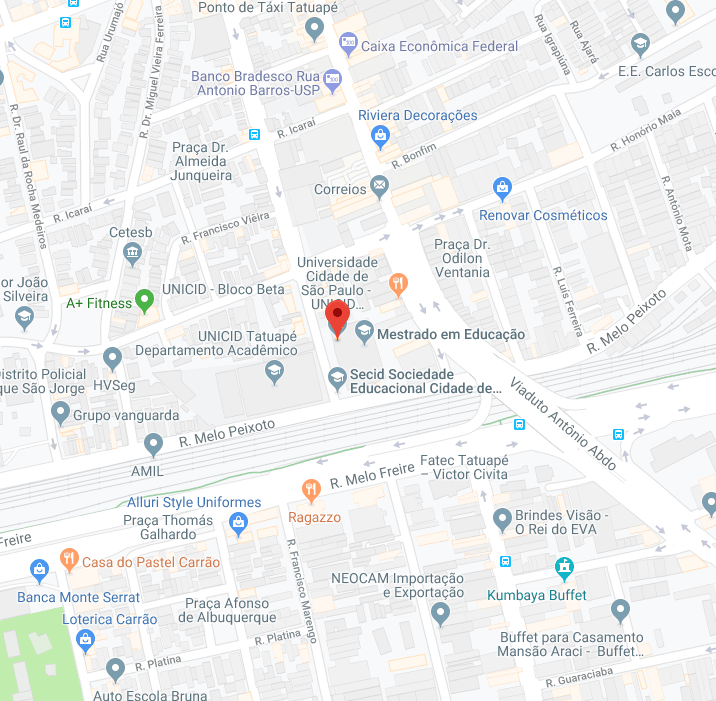 Ponto de Táxi Tatuapé
Rua Urumajó
R. Dr. Miguel Vieira Ferreira
Caixa Econômica Federal
Rua Igrapiúna
Rua Ajará
E.E. Carlos Esco
Banco Bradesco Rua
Antonio Barros-USP
Riviera Decorações
R. Icaraí
R. Bonfim
R. Honório Maia
R. Dr. Raul da Rocha Medeiros
Praça Dr.
Almeida
Junqueira
Correios
Renovar Cosméticos
R. Antônio Mota
R. Icaraí
R. Francisco Vieira
Cetesb
Praça Dr.
Odilon
Ventania
Universidade
Cidade de
São Paulo -
UNICID...
UNICID - Bloco Beta
or João
Silveira
A+ Fitness
R. Luis Ferreira
R. Melo Peixoto
UNICID Tatuapé
Departamento Acadêmico
Mestrado em Educação
Distrito Policial
que São Jorge
HVSeg
Secid Sociedade
Educacional Cidade de...
Viaduto Antônio Abdo
Grupo vanguarda
R. Melo Peixoto
AMIL
R. Melo Freire
Fatec Tatuapé
– Victor Civita
Alluri Style Uniformes
Ragazzo
Praça Thomás
Galhardo
Brindes Visão -
O Rei do EVA
Freire
Casa do Pastel Carrão
R. Francisco Marengo
NEOCAM Importação
e Exportação
Kumbaya Buffet
Banca Monte Serrat
Praça Afonso
de Albuquerque
Loterica Carrão
Buffet para Casamento
Mansão Araci - Buffet...
R. Platina
R. Platina
R. Guaraciaba
Auto Escola Bruna